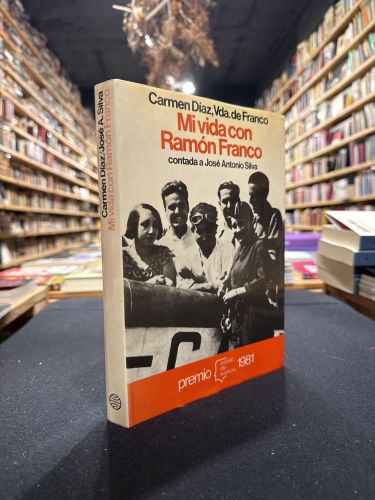 Carmen Díaz, Vda. de Franco
Mi vida con
Ramón Franco
contada a José Antonio Silva
premio
1981
Carmen Díaz/José A. Silva
Mi vida con Ramón Franco